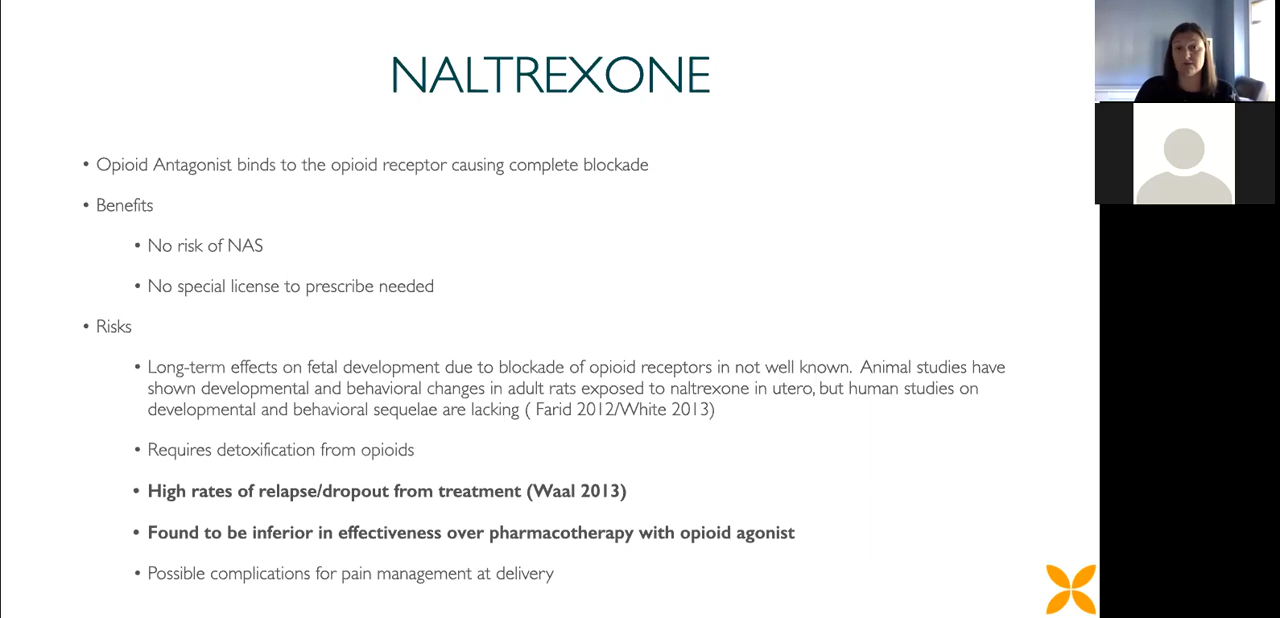 NALTREXONE
• Opioid Antagonist binds to the opioid receptor causing complete blockade
• Benefits
• No risk of NAS
• No special license to prescribe needed
• Risks
• Long-term effects on fetal development due to blockade of opioid receptors in not well known. Animal studies have
shown developmental and behavioral changes in adult rats exposed to naltrexone in utero, but human studies on
developmental and behavioral sequelae are lacking ( Farid 2012/White 2013)
• Requires detoxification from opioids
• High rates of relapse/dropout from treatment (Waal 2013)
• Found to be inferior in effectiveness over pharmacotherapy with opioid agonist
• Possible complications for pain management at delivery